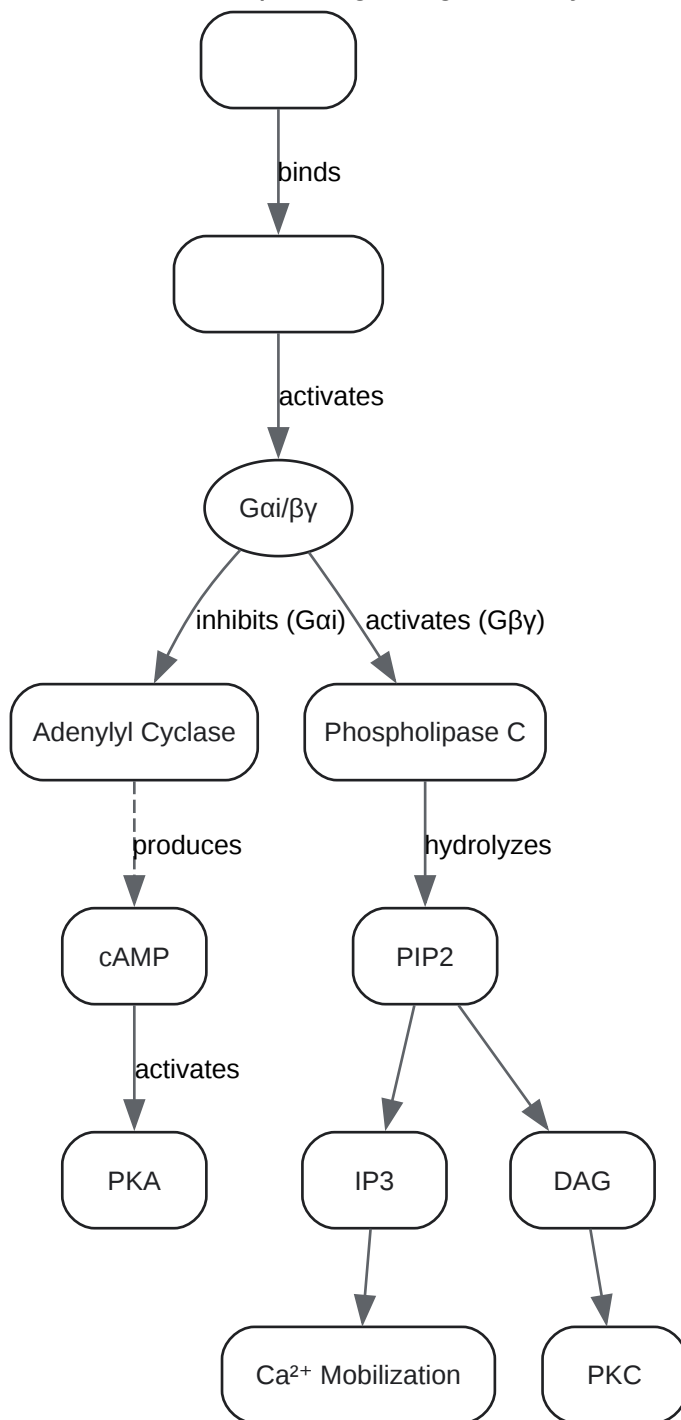 binds
activates
Gαi/βγ
inhibits (Gαi) activates (Gβγ)
Adenylyl Cyclase Phospholipase C
produces hydrolyzes
cAMP PIP2
activates
PKA IP3 DAG
Ca²⁺ Mobilization PKC